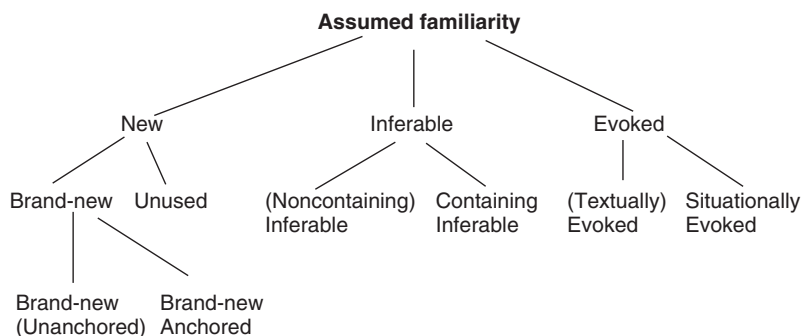 Assumed familiarity
New Inferable Evoked
Brand-new Unused (Noncontaining) Inferable Containing Inferable (Textually) Evoked Situationally Evoked
Brand-new (Unanchored) Brand-new Anchored